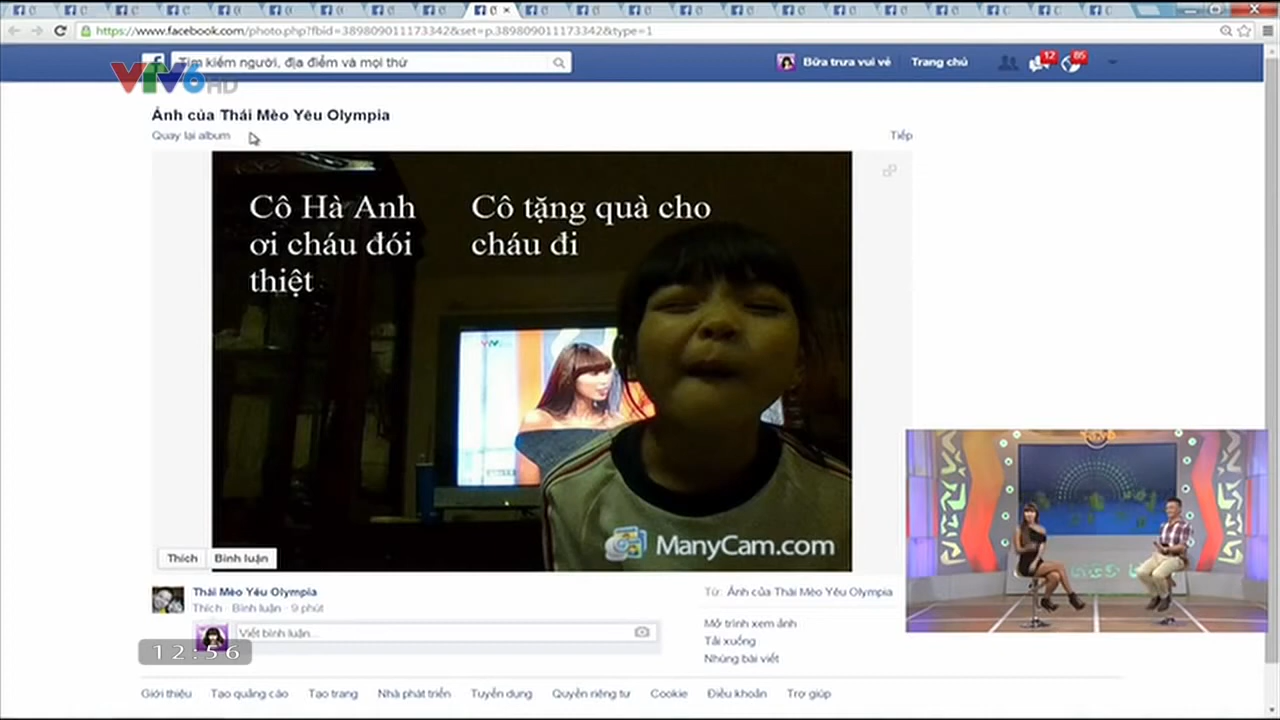 https://www.facebook.com/photo.php?fbid=389809011173342&set=p.389809011173342&type=1
Tìm kiếm người, địa điểm và mọi thứ
Bữa trưa vui vẻ
Trang chủ
12
85
VTV6 HD
Ảnh của Thái Mèo Yêu Olympia
Quay lại album
Tiếp
Cô Hà Anh
ơi cháu đói
thiệt
Cô tặng quà cho
cháu đi
VTV6
ManyCam.com
Thích
Bình luận
Thái Mèo Yêu Olympia
Thích · Bình luận · 9 phút
Viết bình luận...
Từ: Ảnh của Thái Mèo Yêu Olympia
Mở trình xem ảnh
Tải xuống
Nhúng bài viết
12:56
Giới thiệu Tạo quảng cáo Tạo trang Nhà phát triển Tuyển dụng Quyền riêng tư Cookie Điều khoản Trợ giúp